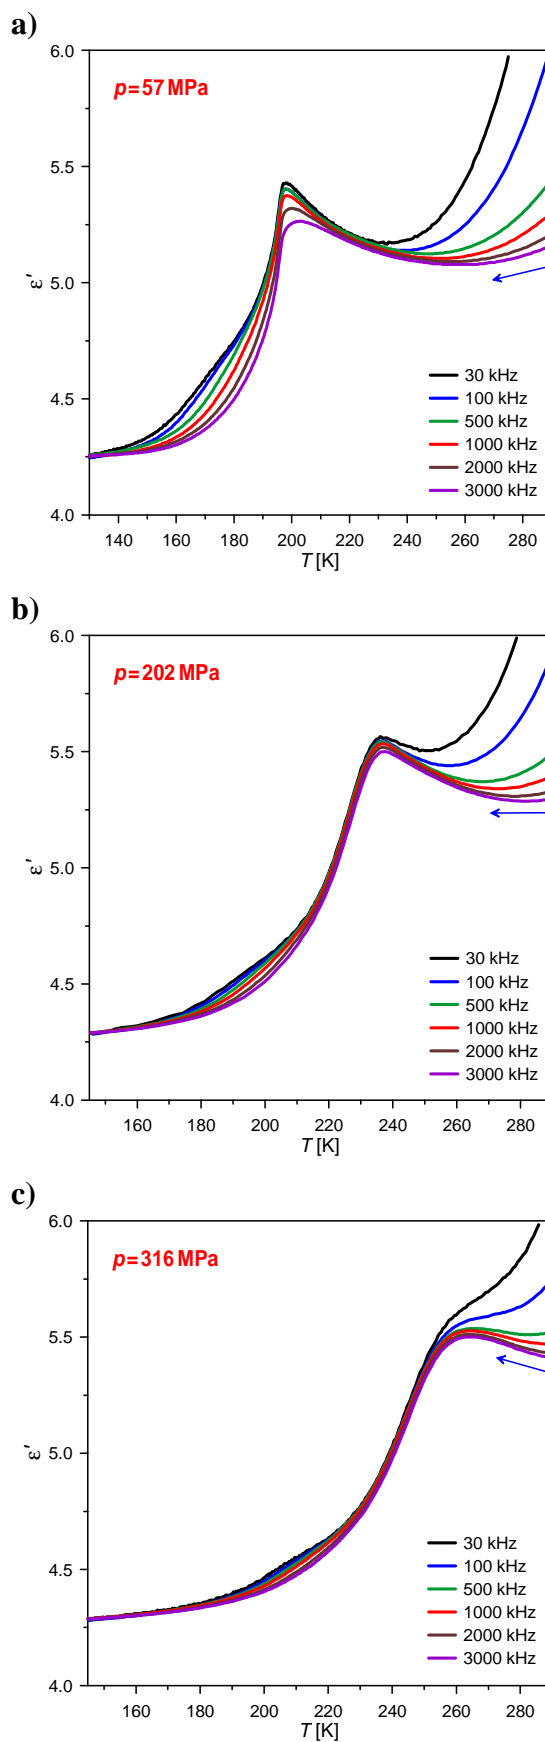 a)
6.0
p=57 MPa
5.5
5.0
ε′
4.5
4.0
30 kHz
100 kHz
500 kHz
1000 kHz
2000 kHz
3000 kHz
140 160 180 200 220 240 260 280
T [K]
b)
6.0
p=202 MPa
5.5
5.0
ε′
4.5
4.0
30 kHz
100 kHz
500 kHz
1000 kHz
2000 kHz
3000 kHz
160 180 200 220 240 260 280
T [K]
c)
6.0
p=316 MPa
5.5
5.0
ε′
4.5
4.0
30 kHz
100 kHz
500 kHz
1000 kHz
2000 kHz
3000 kHz
160 180 200 220 240 260 280
T [K]